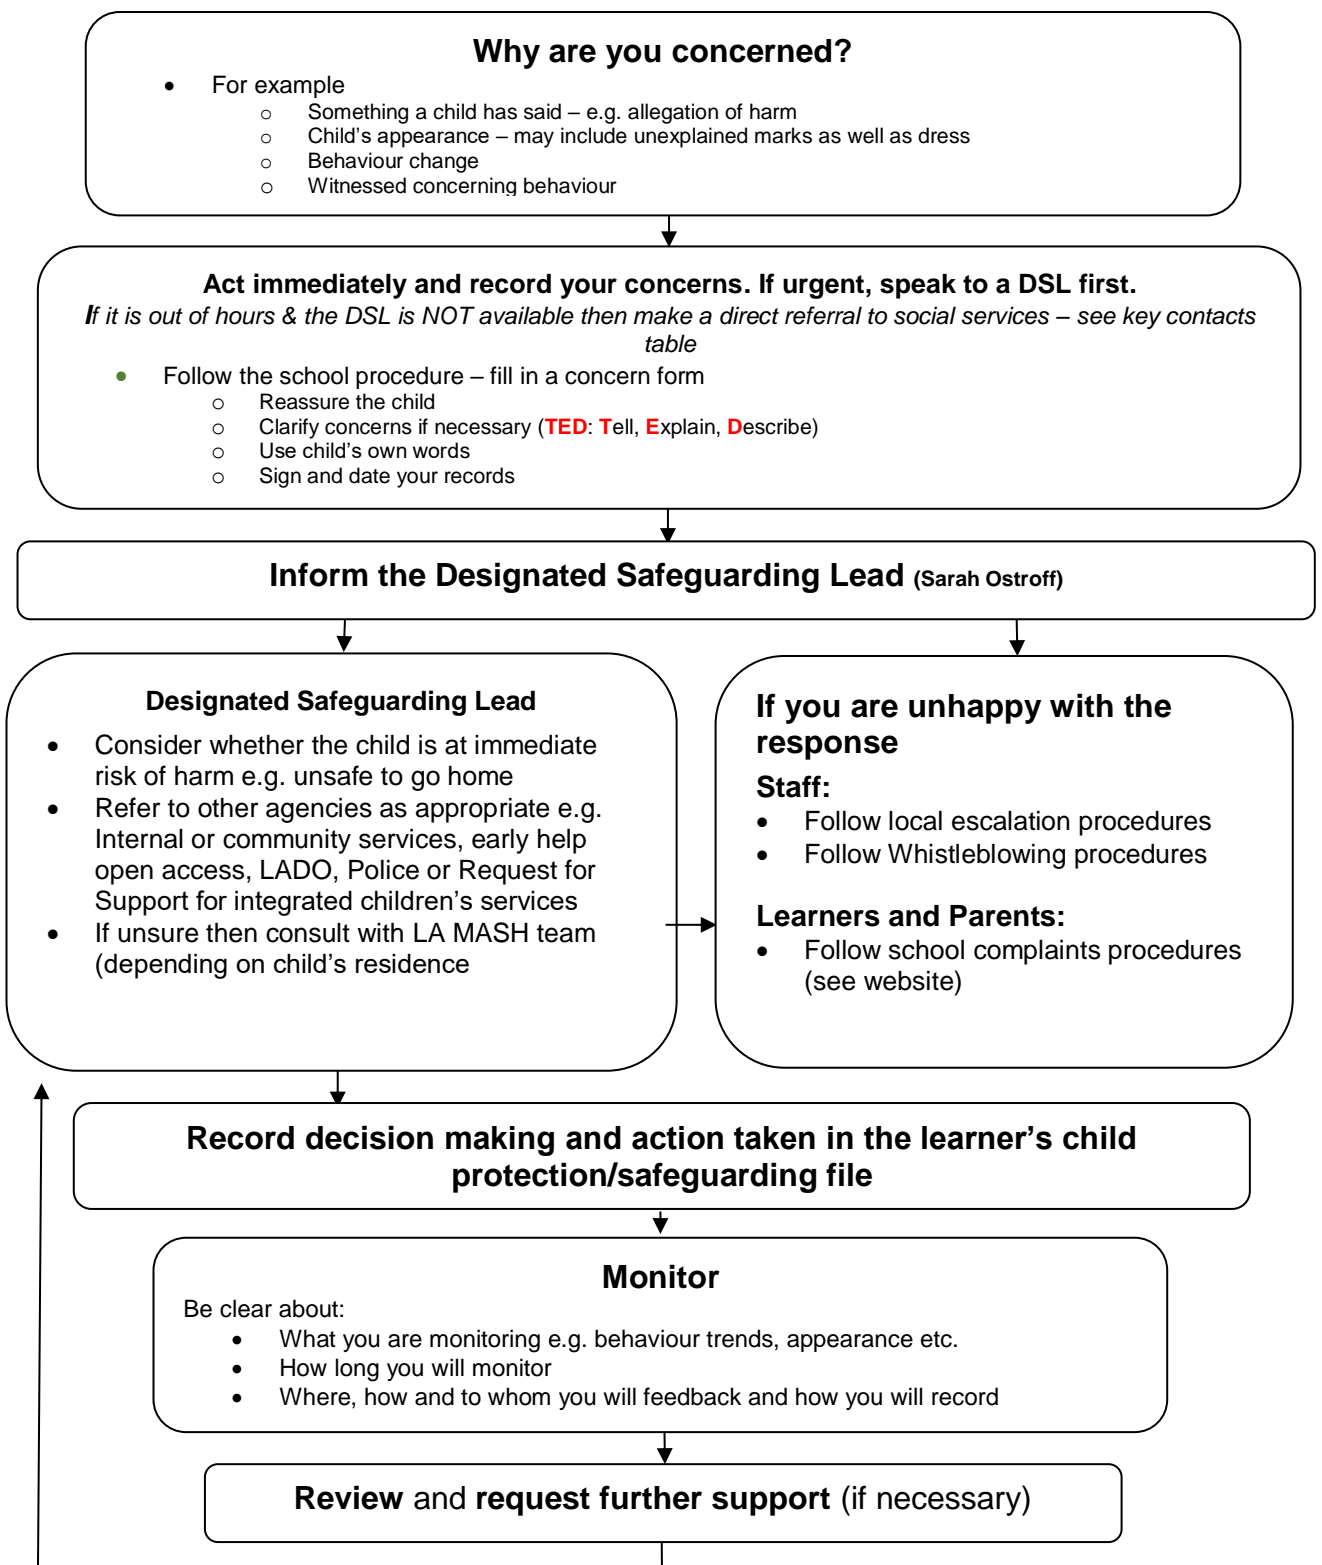 Why are you concerned?
• For example
o Something a child has said – e.g. allegation of harm
o Child's appearance – may include unexplained marks as well as dress
o Behaviour change
o Witnessed concerning behaviour
Act immediately and record your concerns. If urgent, speak to a DSL first.
If it is out of hours & the DSL is NOT available then make a direct referral to social services – see key contacts
table
• Follow the school procedure – fill in a concern form
o Reassure the child
o Clarify concerns if necessary (TED: Tell, Explain, Describe)
o Use child's own words
o Sign and date your records
Inform the Designated Safeguarding Lead (Sarah Ostroff)
Designated Safeguarding Lead
• Consider whether the child is at immediate
risk of harm e.g. unsafe to go home
• Refer to other agencies as appropriate e.g.
Internal or community services, early help
open access, LADO, Police or Request for
Support for integrated children's services
• If unsure then consult with LA MASH team
(depending on child's residence
If you are unhappy with the
response
Staff:
• Follow local escalation procedures
• Follow Whistleblowing procedures
Learners and Parents:
• Follow school complaints procedures
(see website)
Record decision making and action taken in the learner's child
protection/safeguarding file
Monitor
Be clear about:
• What you are monitoring e.g. behaviour trends, appearance etc.
• How long you will monitor
• Where, how and to whom you will feedback and how you will record
Review and request further support (if necessary)